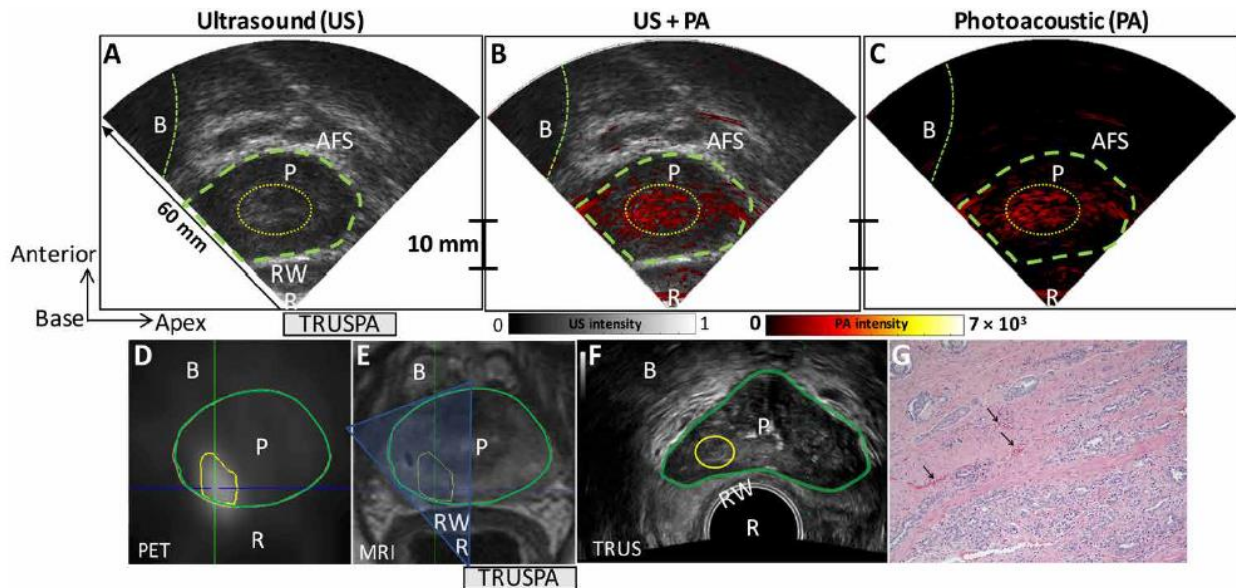 Ultrasound (US)
US + PA
Photoacoustic (PA)
A
B
AFS
P
60 mm
RW
R
Anterior
Base
Apex
TRUSPA
B
B
AFS
P
10 mm
R
0
US intensity
1
C
B
AFS
P
R
0
PA intensity
7 × 10³
D
B
P
R
PET
E
B
P
RW
R
MRI
TRUSPA
F
B
P
RW
R
TRUS
G